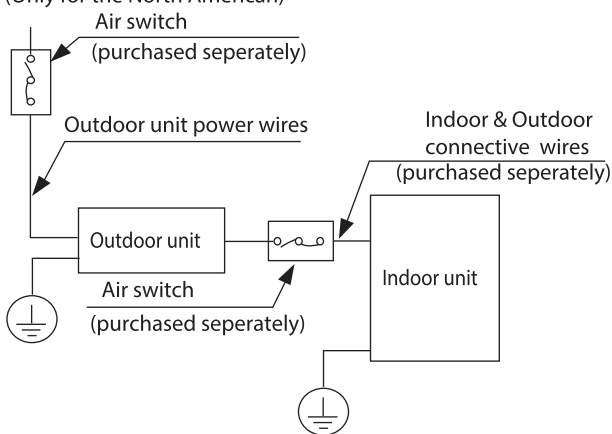 (Only for the North American)
Air switch
(purchased seperately)
Outdoor unit power wires
Indoor & Outdoor
connective wires
(purchased seperately)
Outdoor unit
Indoor unit
Air switch
(purchased seperately)